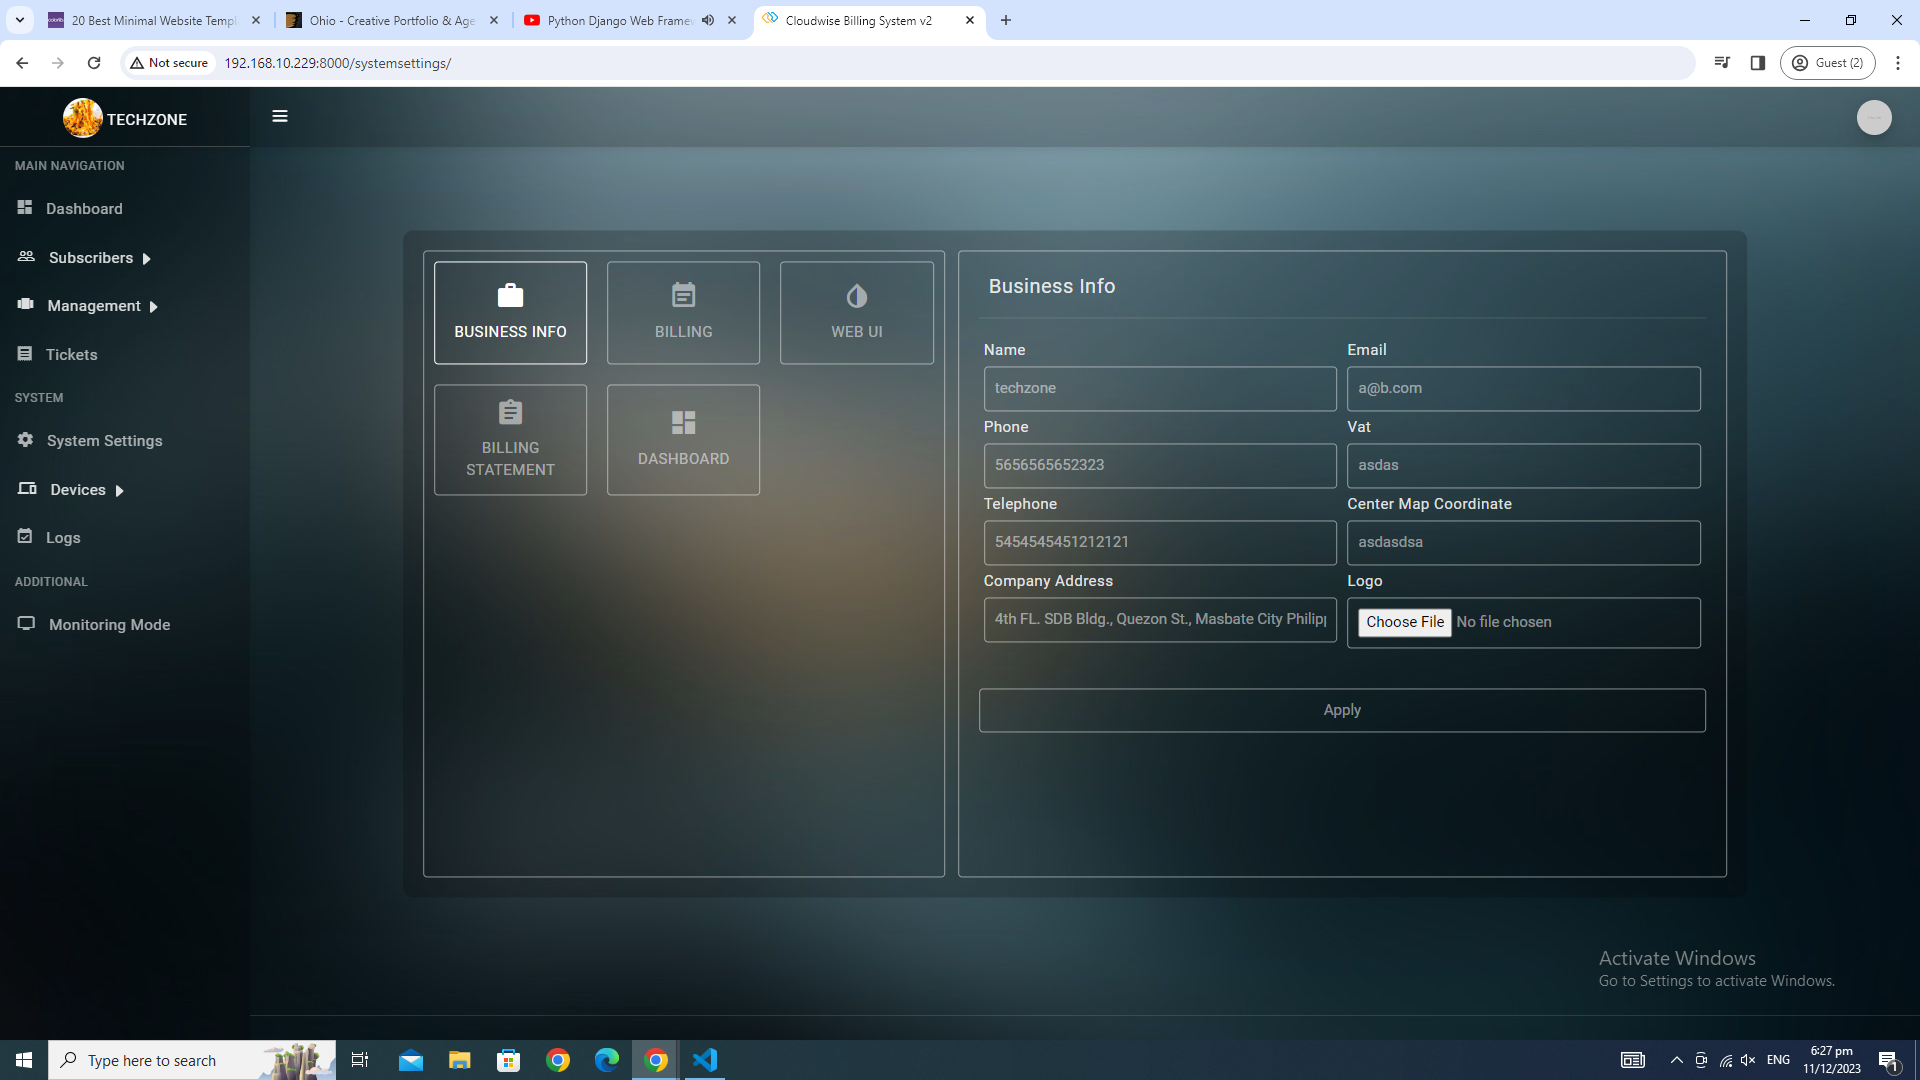 20 Best Minimal Website Templ
Ohio - Creative Portfolio & Age
Python Django Web Framew
Cloudwise Billing System v2
Not secure
192.168.10.229:8000/systemsettings/
Guest (2)
TECHZONE
MAIN NAVIGATION
Dashboard
Subscribers
Management
Tickets
SYSTEM
System Settings
Devices
Logs
ADDITIONAL
Monitoring Mode
BUSINESS INFO
BILLING
WEB UI
BILLING
STATEMENT
DASHBOARD
Business Info
Name
Email
techzone
a@b.com
Phone
Vat
5656565652323
asdas
Telephone
Center Map Coordinate
5454545451212121
asdasdsa
Company Address
Logo
4th FL. SDB Bldg., Quezon St., Masbate City Philipp
Choose File No file chosen
Apply
Activate Windows
Go to Settings to activate Windows.
Type here to search
ENG
6:27 pm
11/12/2023
1